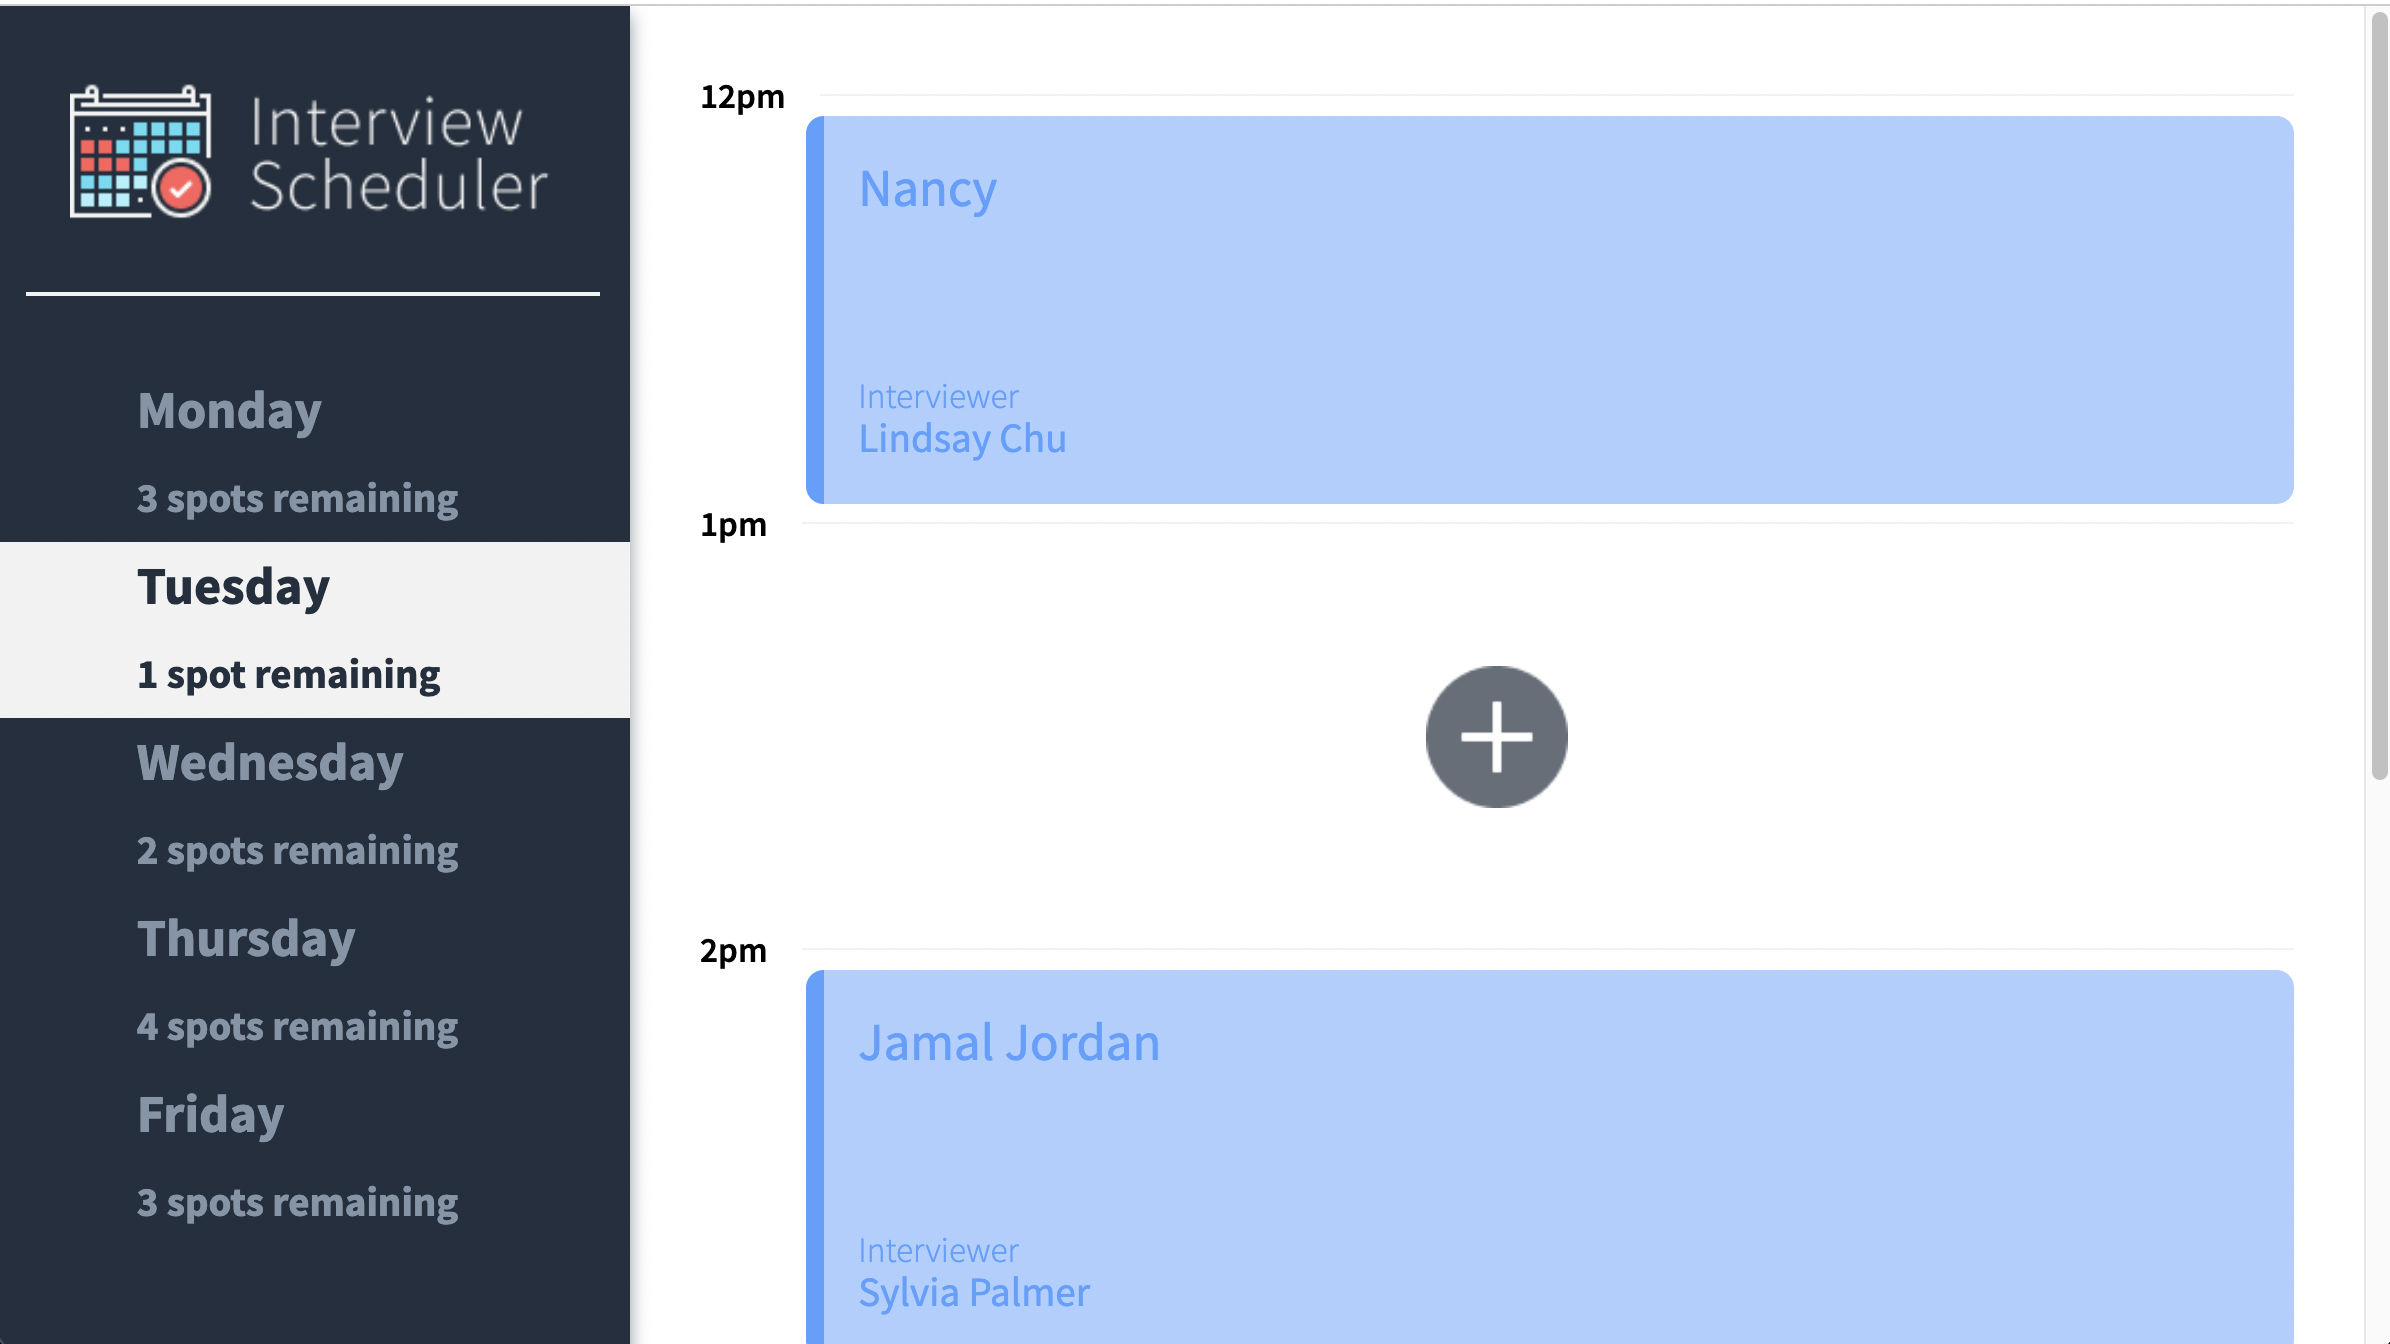 Interview
Scheduler
Monday
3 spots remaining
Tuesday
1 spot remaining
Wednesday
2 spots remaining
Thursday
4 spots remaining
Friday
3 spots remaining
12pm
Nancy
Interviewer
Lindsay Chu
1pm
2pm
Jamal Jordan
Interviewer
Sylvia Palmer